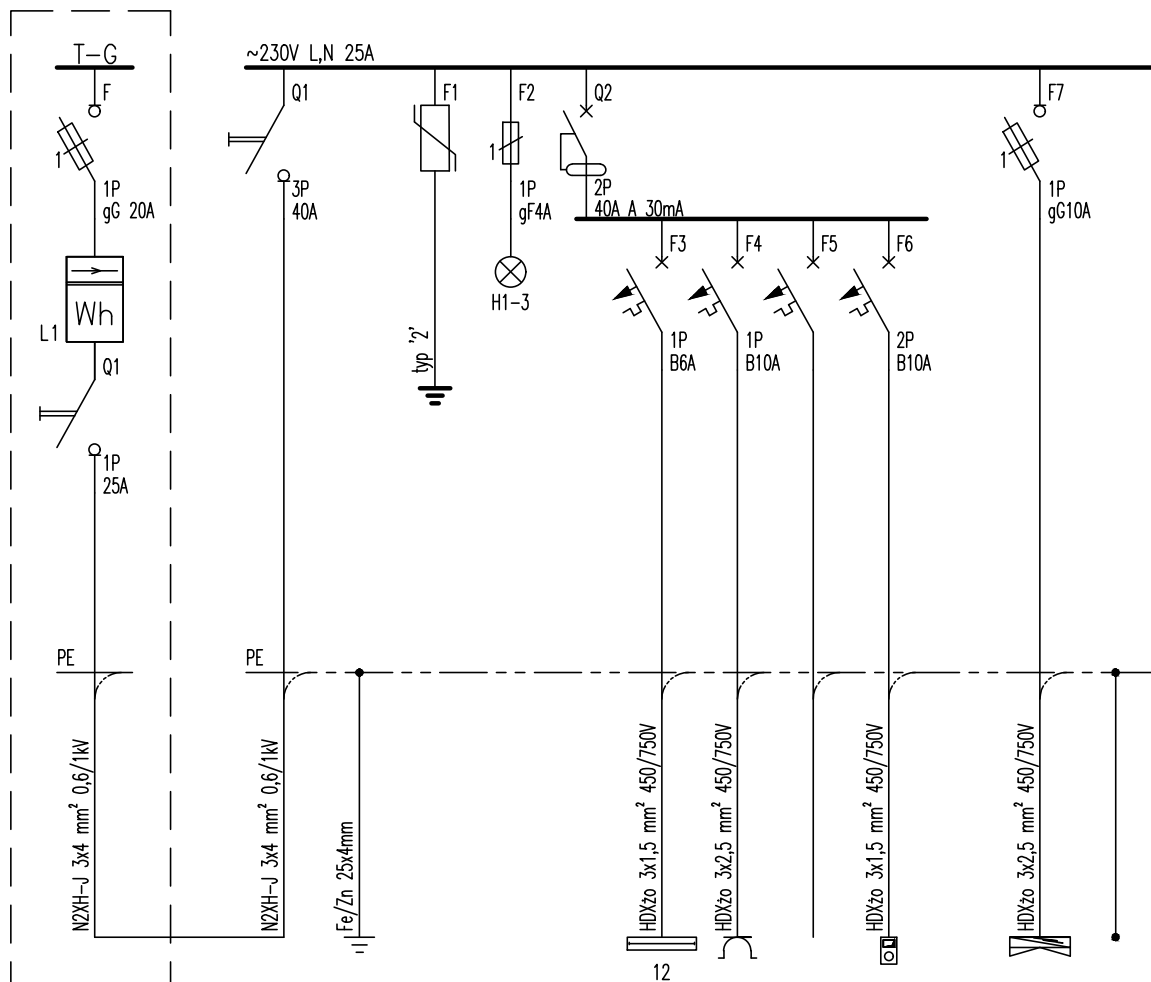 T-G
F
1
1P
gG 20A
Wh
L1
Q1
1P
25A
PE
N2XH-J 3x4 mm² 0,6/1kV
~230V L,N 25A
Q1
3P
40A
PE
N2XH-J 3x4 mm² 0,6/1kV
Fe/Zn 25x4mm
F1
typ '2'
F2
1
1P
gF4A
H1-3
Q2
2P
40A A 30mA
F3
1P
B6A
HDXżo 3x1,5 mm² 450/750V
12
F4
1P
B10A
HDXżo 3x2,5 mm² 450/750V
F5
F6
2P
B10A
HDXżo 3x1,5 mm² 450/750V
F7
1
1P
gG10A
HDXżo 3x2,5 mm² 450/750V